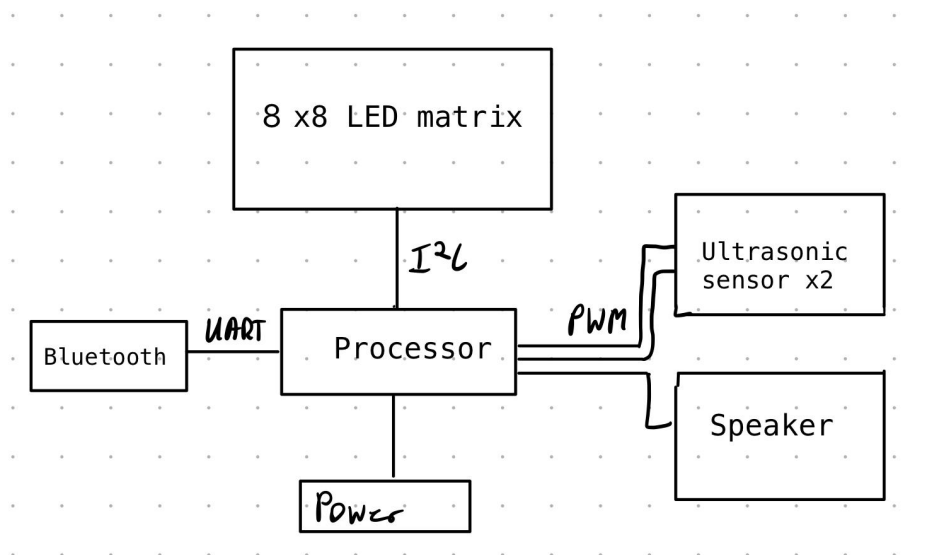 8 x8 LED matrix
I²C
Ultrasonic
sensor x2
UART
PWM
Bluetooth
Processor
Speaker
Power